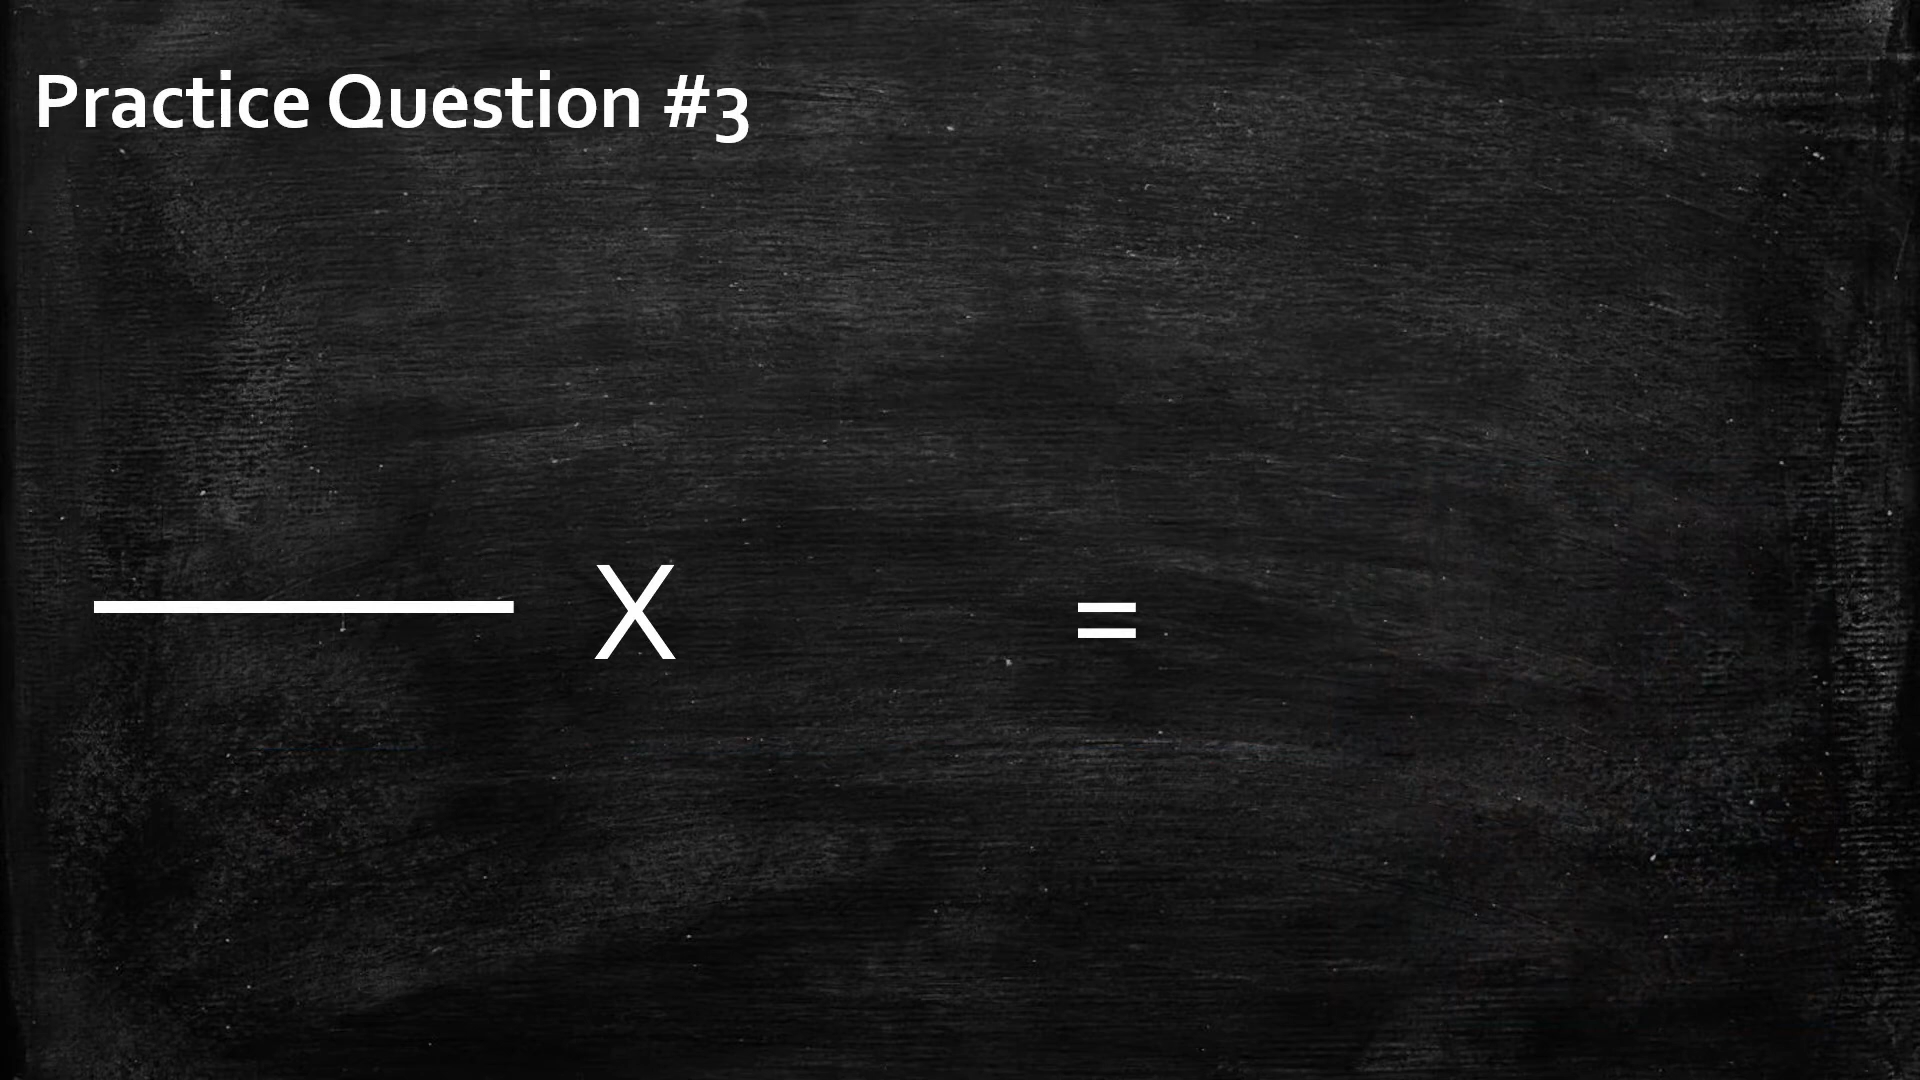 Practice Question #3
X =